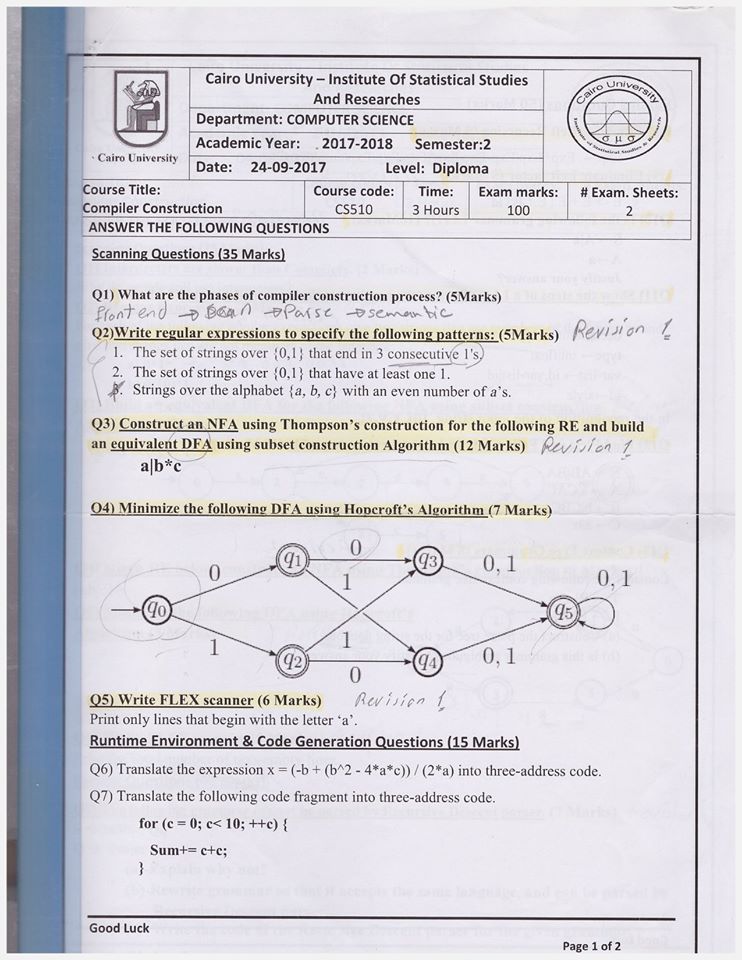 Cairo University – Institute Of Statistical Studies
And Researches
Department: COMPUTER SCIENCE
Academic Year: 2017-2018 Semester:2
Date: 24-09-2017 Level: Diploma
Cairo University
Cairo University
Institute of Statistical Studies & Research
σ μ σ
Course Title:
Compiler Construction
Course code:
CS510
Time:
3 Hours
Exam marks:
100
# Exam. Sheets:
2
ANSWER THE FOLLOWING QUESTIONS
Scanning Questions (35 Marks)
Q1) What are the phases of compiler construction process? (5Marks)
front end → Scan → Parse → semantic
Q2)Write regular expressions to specify the following patterns: (5Marks) Revision 1
1. The set of strings over {0,1} that end in 3 consecutive 1's.
2. The set of strings over {0,1} that have at least one 1.
3. Strings over the alphabet {a, b, c} with an even number of a's.
Q3) Construct an NFA using Thompson's construction for the following RE and build
an equivalent DFA using subset construction Algorithm (12 Marks) Revision 1
a|b*c
Q4) Minimize the following DFA using Hopcroft's Algorithm (7 Marks)
q1 0 q3 0, 1
0 1 0, 1
q0 q5
1 1
q2 0 q4 0, 1
Q5) Write FLEX scanner (6 Marks) Revision 1
Print only lines that begin with the letter 'a'.
Runtime Environment & Code Generation Questions (15 Marks)
Q6) Translate the expression x = (-b + (b^2 - 4*a*c)) / (2*a) into three-address code.
Q7) Translate the following code fragment into three-address code.
for (c = 0; c< 10; ++c) {
Sum+= c+c;
}
Good Luck
Page 1 of 2